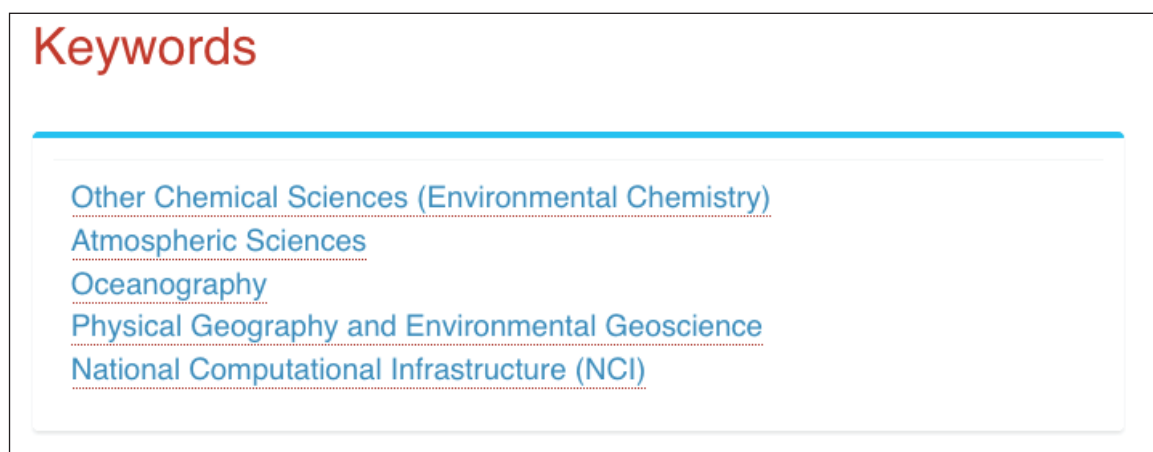 Keywords
Other Chemical Sciences (Environmental Chemistry)
Atmospheric Sciences
Oceanography
Physical Geography and Environmental Geoscience
National Computational Infrastructure (NCI)